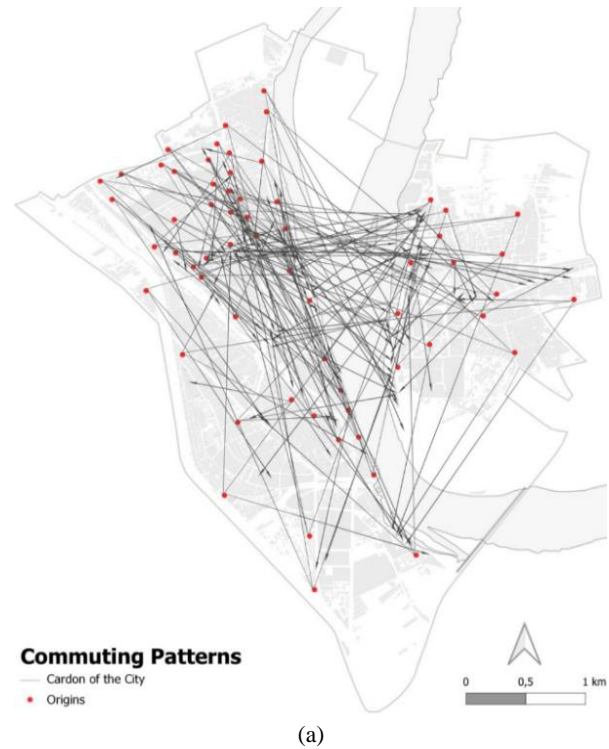 Commuting Patterns
Cardon of the City
Origins
0 0,5 1 km
(a)